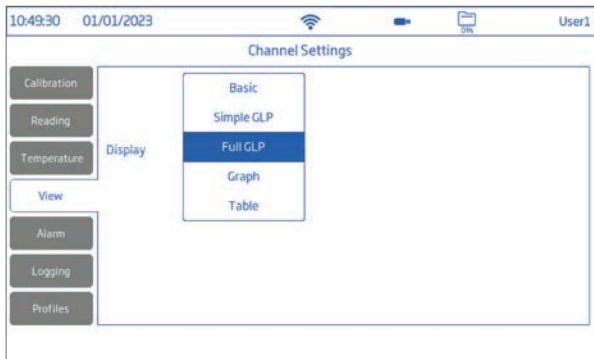 10:49:30 01/01/2023 0% User1
Channel Settings
Calibration
Reading
Temperature
View
Alarm
Logging
Profiles
Display
Basic
Simple GLP
Full GLP
Graph
Table